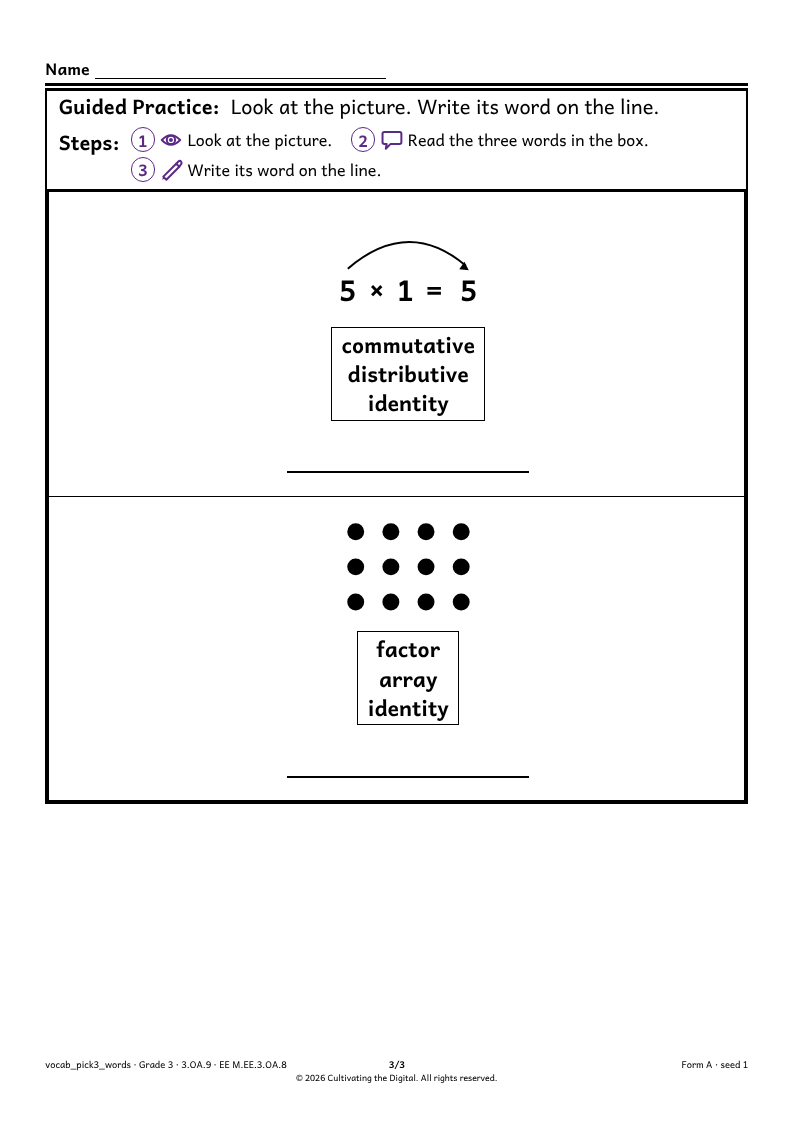 Name
Guided Practice: Look at the picture. Write its word on the line.
Steps: 1 Look at the picture. 2 Read the three words in the box.
3 Write its word on the line.
5 × 1 = 5
commutative
distributive
identity
factor
array
identity
vocab_pick3_words · Grade 3 · 3.OA.9 · EE M.EE.3.OA.8 3/3 Form A · seed 1
© 2026 Cultivating the Digital. All rights reserved.